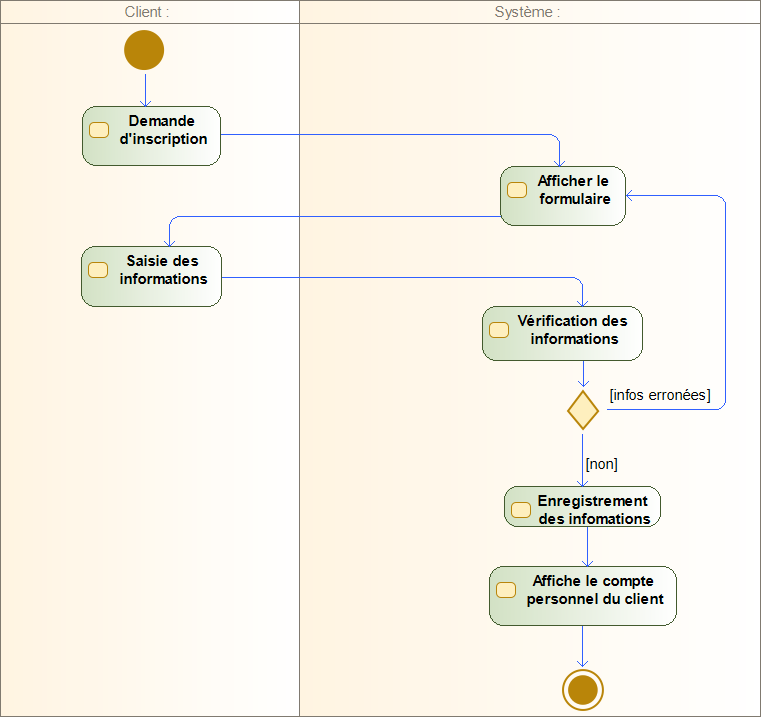 Client :
Système :
Demande
d'inscription
Afficher le
formulaire
Saisie des
informations
Vérification des
informations
[infos erronées]
[non]
Enregistrement
des infomations
Affiche le compte
personnel du client